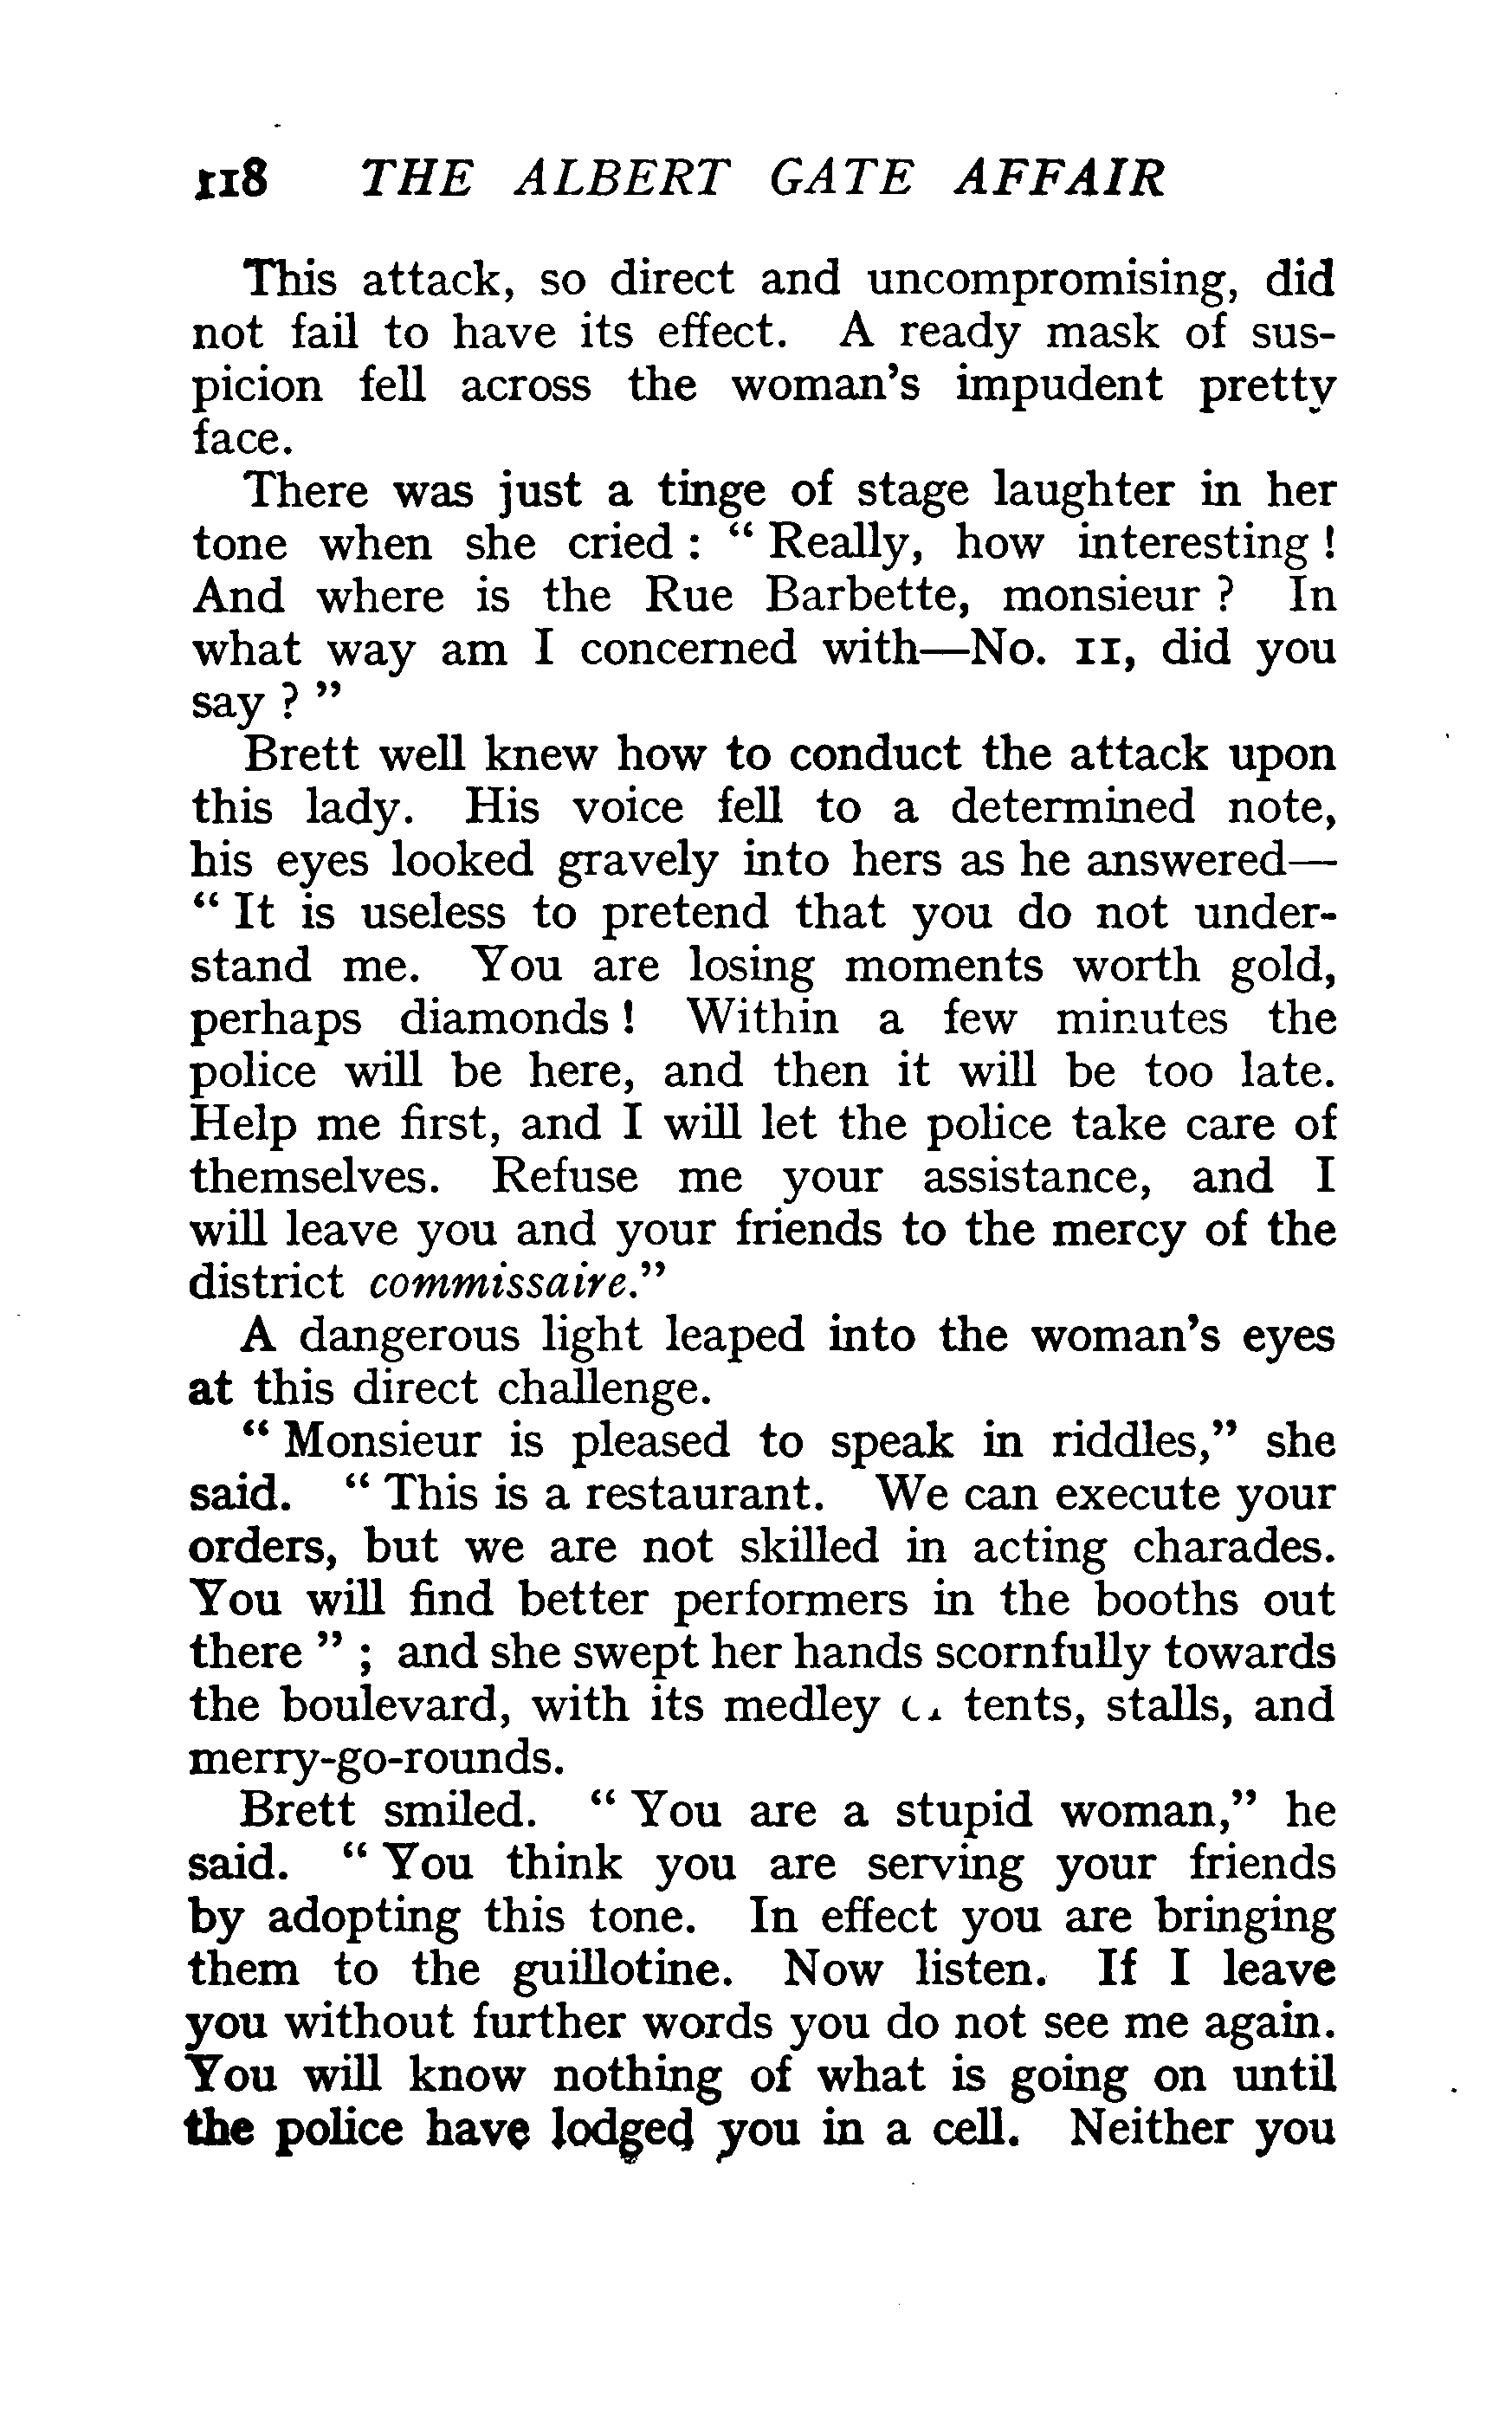 118 THE ALBERT GATE AFFAIR
This attack, so direct and uncompromising, did
not fail to have its effect. A ready mask of sus-
picion fell across the woman's impudent pretty
face.
There was just a tinge of stage laughter in her
tone when she cried : “ Really, how interesting !
And where is the Rue Barbette, monsieur ? In
what way am I concerned with—No. 11, did you
say ? ”
Brett well knew how to conduct the attack upon
this lady. His voice fell to a determined note,
his eyes looked gravely into hers as he answered—
“ It is useless to pretend that you do not under-
stand me. You are losing moments worth gold,
perhaps diamonds ! Within a few minutes the
police will be here, and then it will be too late.
Help me first, and I will let the police take care of
themselves. Refuse me your assistance, and I
will leave you and your friends to the mercy of the
district commissaire.”
A dangerous light leaped into the woman's eyes
at this direct challenge.
“ Monsieur is pleased to speak in riddles,” she
said. “ This is a restaurant. We can execute your
orders, but we are not skilled in acting charades.
You will find better performers in the booths out
there ” ; and she swept her hands scornfully towards
the boulevard, with its medley tents, stalls, and
merry-go-rounds.
Brett smiled. “ You are a stupid woman,” he
said. “ You think you are serving your friends
by adopting this tone. In effect you are bringing
them to the guillotine. Now listen. If I leave
you without further words you do not see me again.
You will know nothing of what is going on until
the police have lodged you in a cell. Neither you